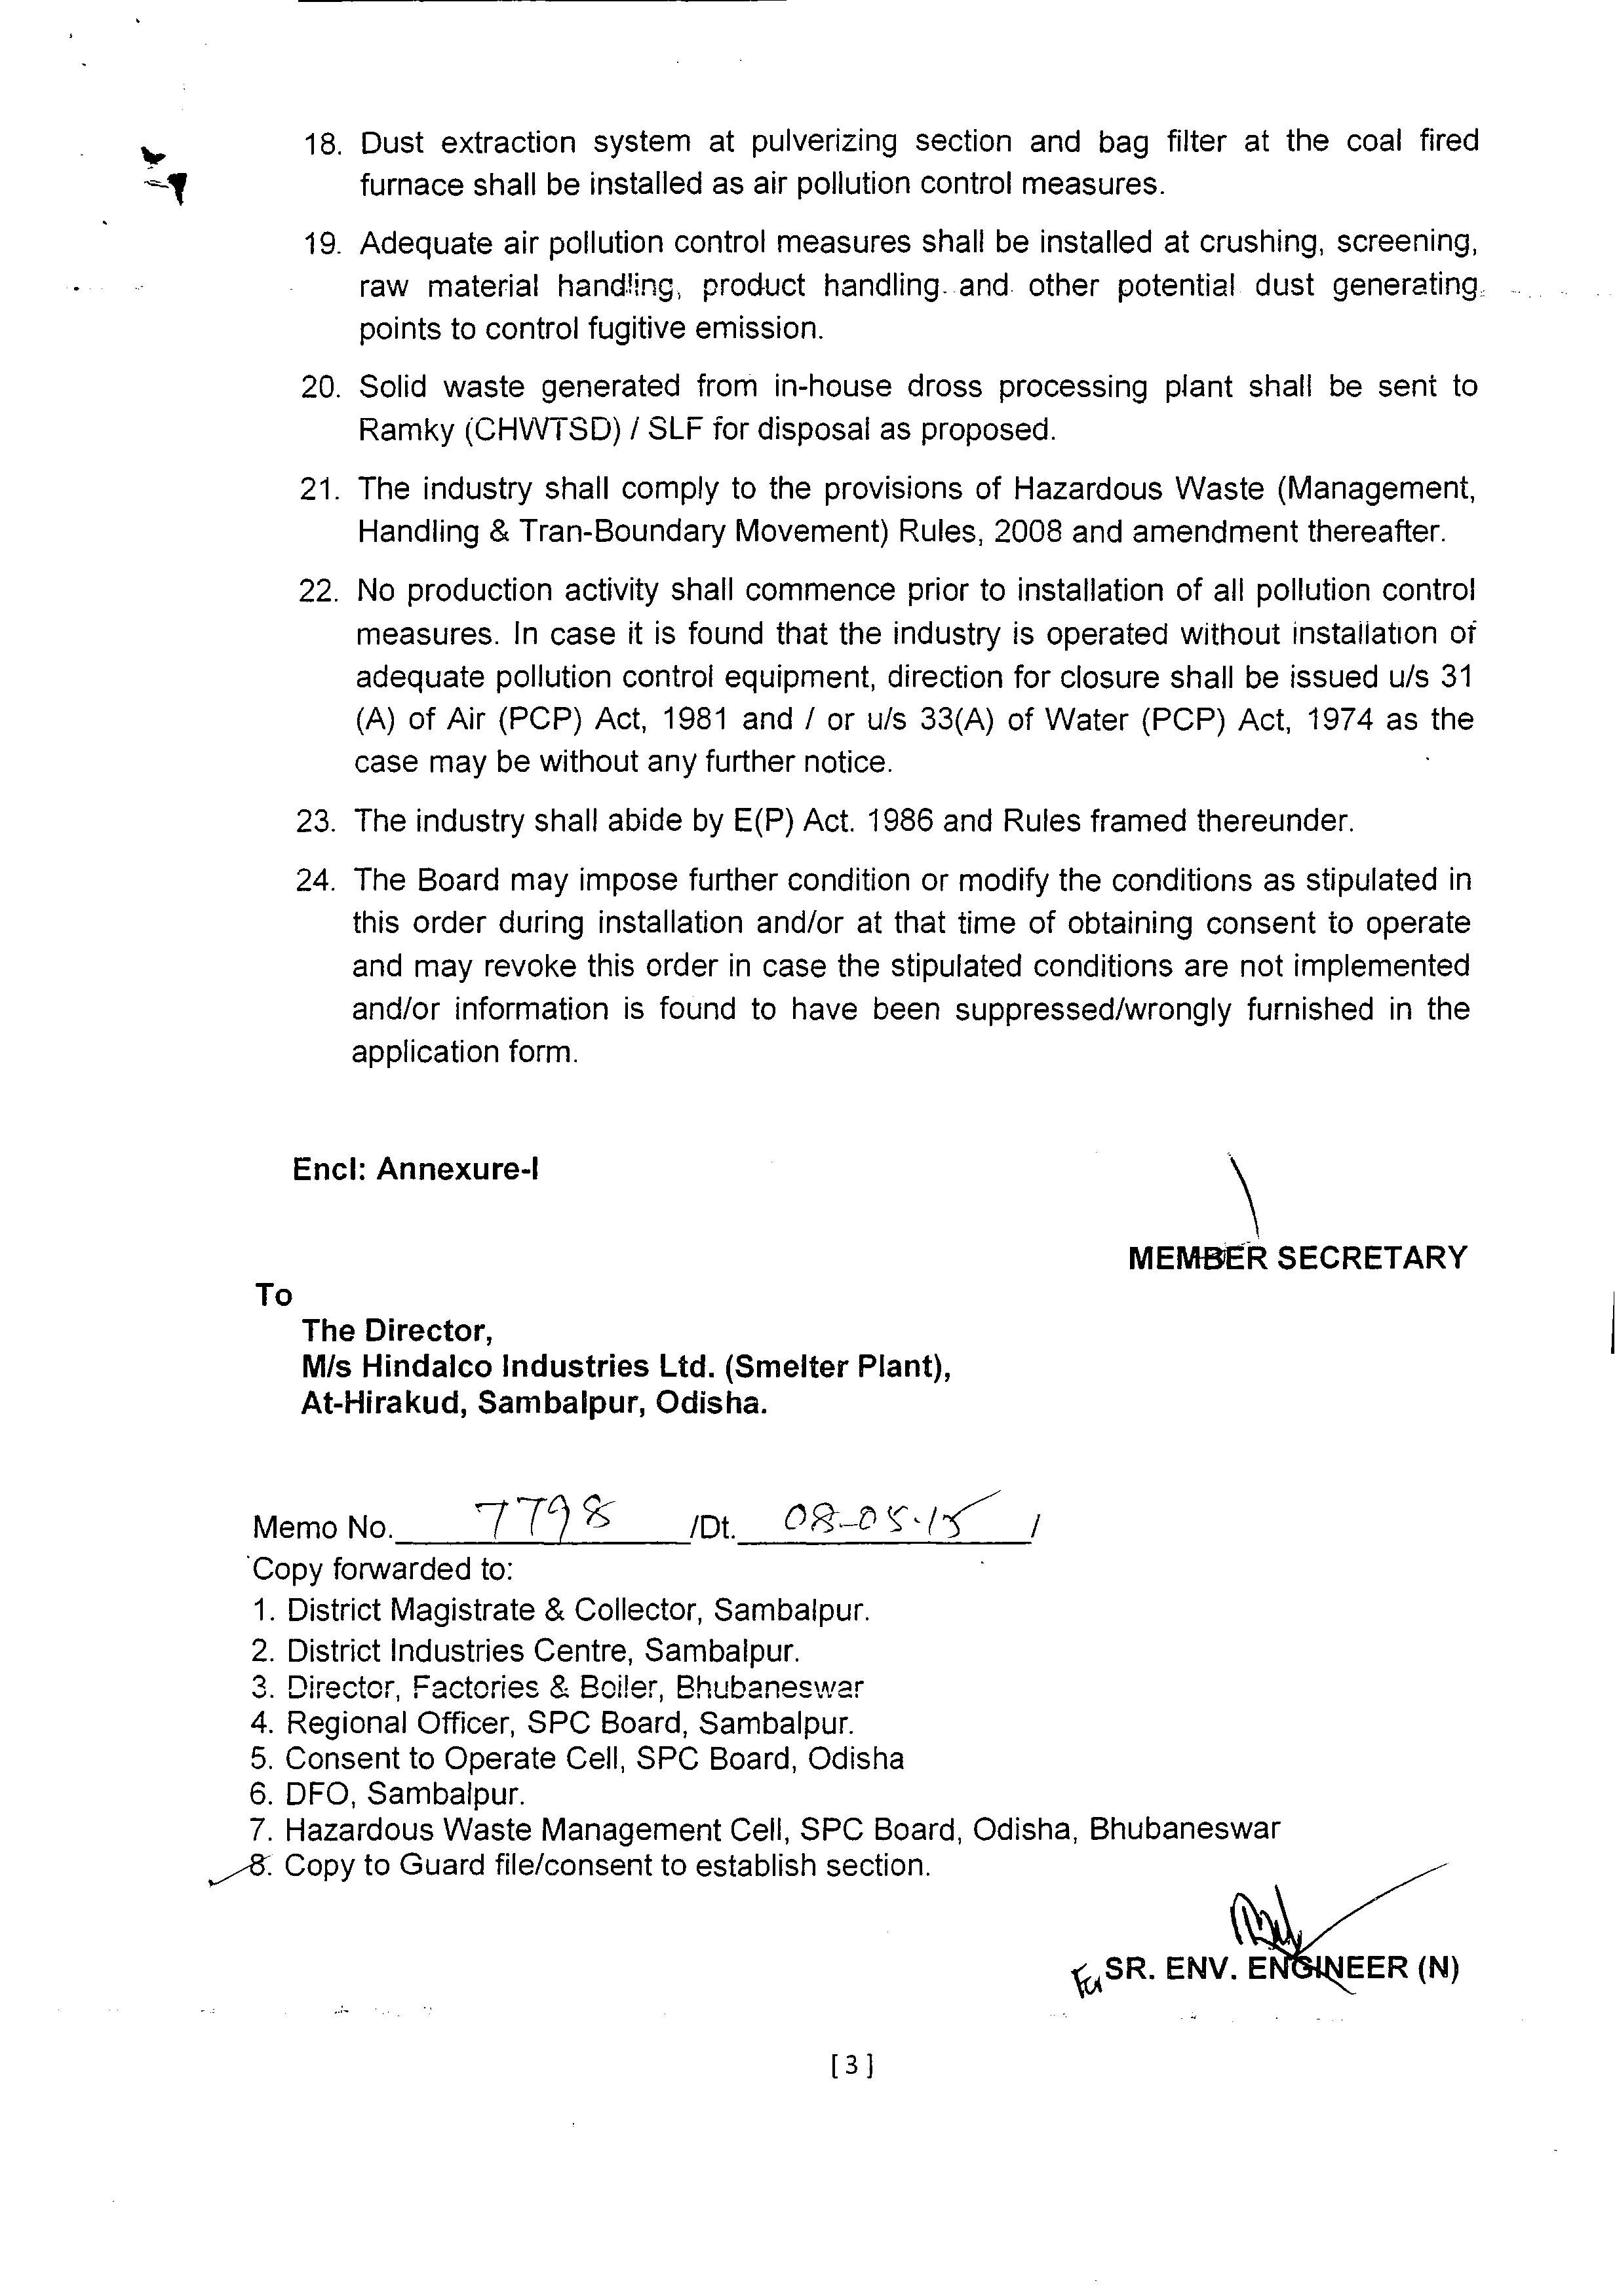 18. Dust extraction system at pulverizing section and bag filter at the coal fired
furnace shall be installed as air pollution control measures.
19. Adequate air pollution control measures shall be installed at crushing, screening,
raw material handling, product handling and other potential dust generating
points to control fugitive emission.
20. Solid waste generated from in-house dross processing plant shall be sent to
Ramky (CHWTSD) / SLF for disposal as proposed.
21. The industry shall comply to the provisions of Hazardous Waste (Management,
Handling & Tran-Boundary Movement) Rules, 2008 and amendment thereafter.
22. No production activity shall commence prior to installation of all pollution control
measures. In case it is found that the industry is operated without installation of
adequate pollution control equipment, direction for closure shall be issued u/s 31
(A) of Air (PCP) Act, 1981 and / or u/s 33(A) of Water (PCP) Act, 1974 as the
case may be without any further notice.
23. The industry shall abide by E(P) Act. 1986 and Rules framed thereunder.
24. The Board may impose further condition or modify the conditions as stipulated in
this order during installation and/or at that time of obtaining consent to operate
and may revoke this order in case the stipulated conditions are not implemented
and/or information is found to have been suppressed/wrongly furnished in the
application form.
Encl: Annexure-I
MEMBER SECRETARY
To
The Director,
M/s Hindalco Industries Ltd. (Smelter Plant),
At-Hirakud, Sambalpur, Odisha.
Memo No. 7798 /Dt. 08-05-15 /
Copy forwarded to:
1. District Magistrate & Collector, Sambalpur.
2. District Industries Centre, Sambalpur.
3. Director, Factories & Boiler, Bhubaneswar
4. Regional Officer, SPC Board, Sambalpur.
5. Consent to Operate Cell, SPC Board, Odisha
6. DFO, Sambalpur.
7. Hazardous Waste Management Cell, SPC Board, Odisha, Bhubaneswar
8. Copy to Guard file/consent to establish section.
SR. ENV. ENGINEER (N)
[3]